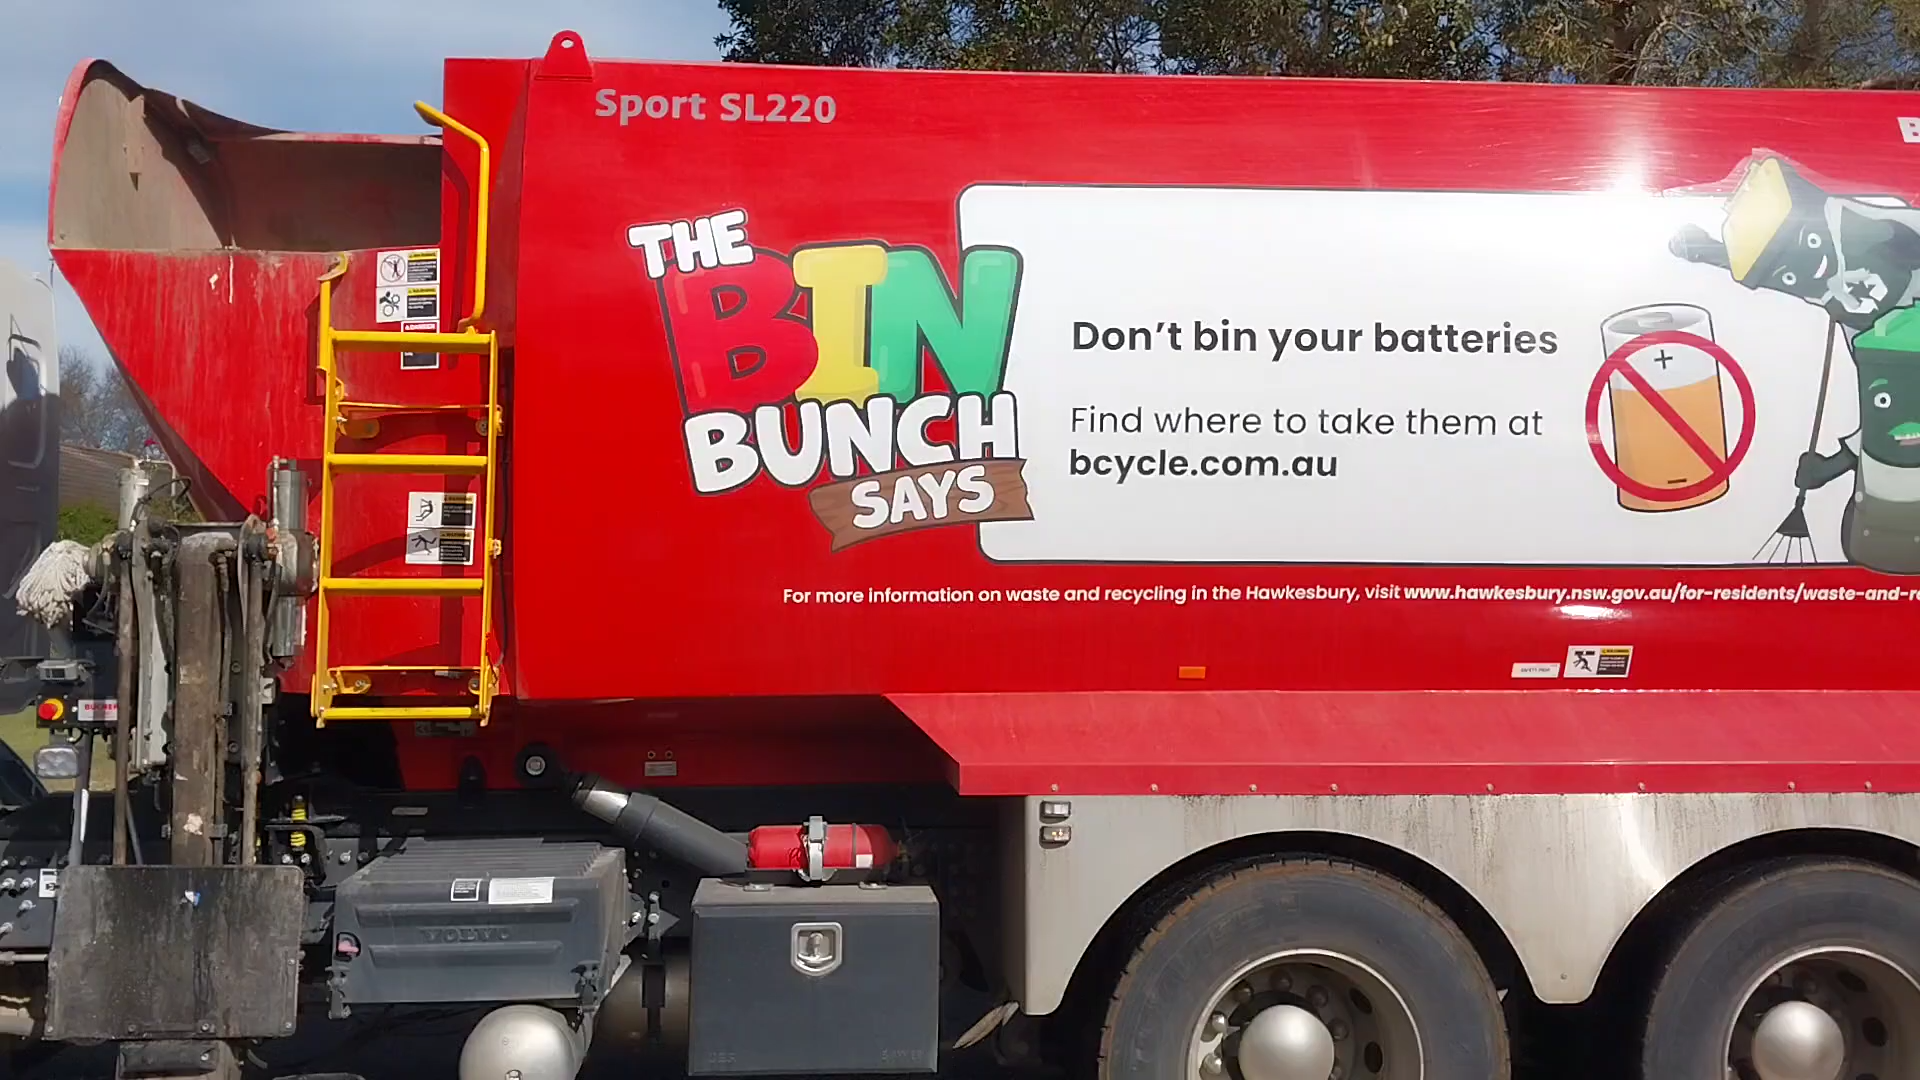 Sport SL220
THE
BIN
BUNCH
SAYS
Don't bin your batteries
Find where to take them at
bcycle.com.au
For more information on waste and recycling in the Hawkesbury, visit www.hawkesbury.nsw.gov.au/for-residents/waste-and-re
BUCHER
VOLVO